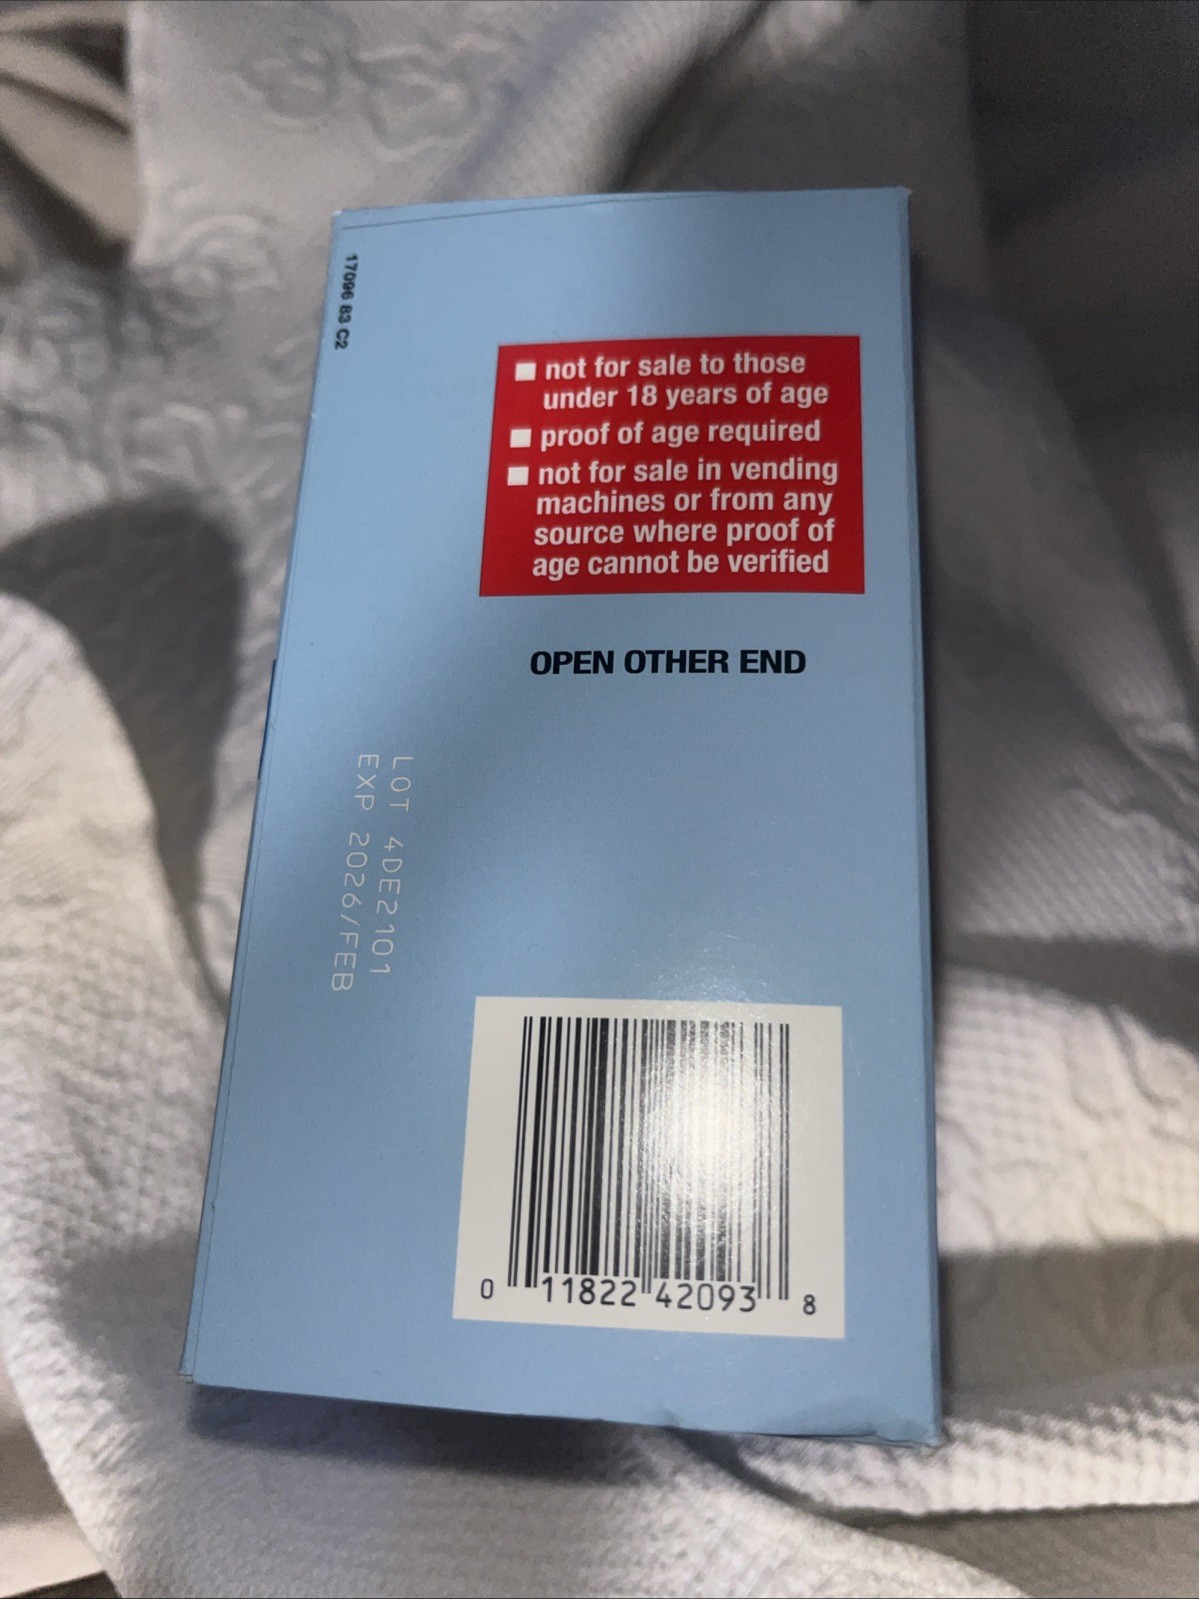 17096 B3 C2
■ not for sale to those
under 18 years of age
■ proof of age required
■ not for sale in vending
machines or from any
source where proof of
age cannot be verified
OPEN OTHER END
LOT 4DE2101
EXP 2026/FEB
0 11822 42093 8